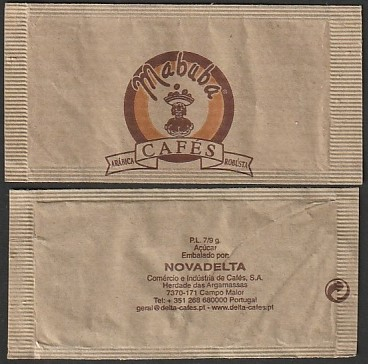 Mababa
CAFÉS
ARÁBICA ROBUSTA
P.L. 7/9 g.
Açúcar
Embalado por:
NOVADELTA
Comércio e Indústria de Cafés, S.A.
Herdade das Argamassas
7370-171 Campo Maior
Tel: + 351 268 680000 Portugal
geral@delta-cafes.pt - www.delta-cafes.pt